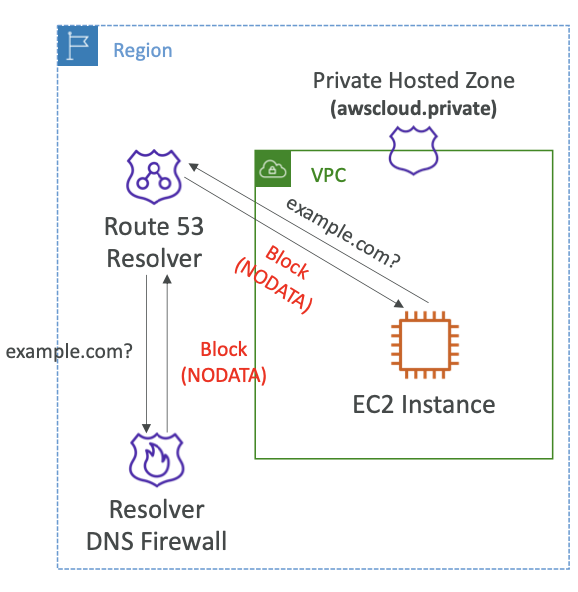 Region
Private Hosted Zone
(awscloud.private)
VPC
Route 53
Resolver
example.com?
Block
(NODATA)
example.com?
Block
(NODATA)
EC2 Instance
Resolver
DNS Firewall